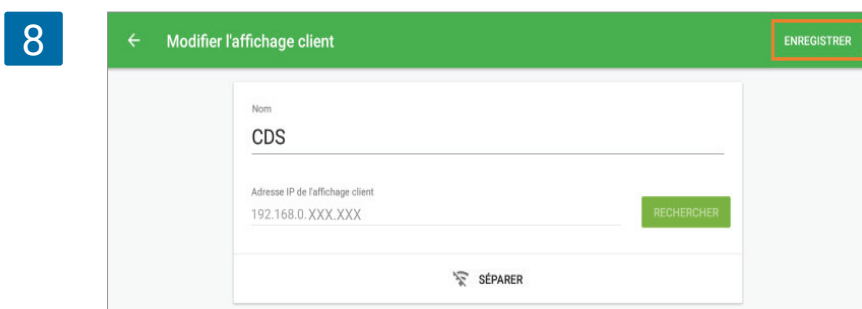 8
Modifier l'affichage client
ENREGISTRER
Nom
CDS
Adresse IP de l'affichage client
192.168.0.XXX.XXX
RECHERCHER
SÉPARER